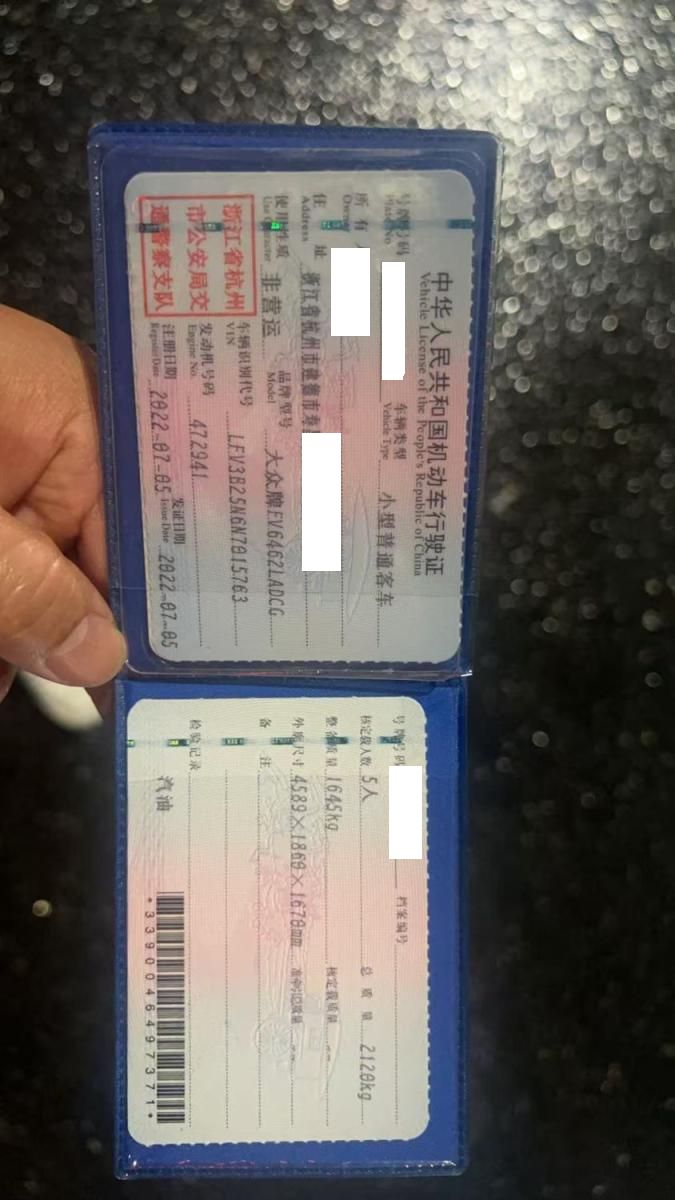 中华人民共和国机动车行驶证
Vehicle License of the People's Republic of China
号牌号码 车辆类型 小型普通客车
Plate No. Vehicle Type
所有人
Owner
住址 浙江省杭州市建德市寿
Address
使用性质 非营运 品牌型号 大众牌FV6462LADCG
Use Character Model
浙江省杭州
市公安局交
通警察支队
车辆识别代号 LFV3B25N6N7015763
VIN
发动机号码 472941
Engine No.
注册日期 2022-07-05 发证日期 2022-07-05
Register Date Issue Date
号牌号码 档案编号
核定载人数 5人 总质量 2120kg
整备质量 1645kg 核定载质量 --
外廓尺寸 4589×1860×1670mm 准牵引总质量 --
备注
检验记录
汽油
*3390046497371*